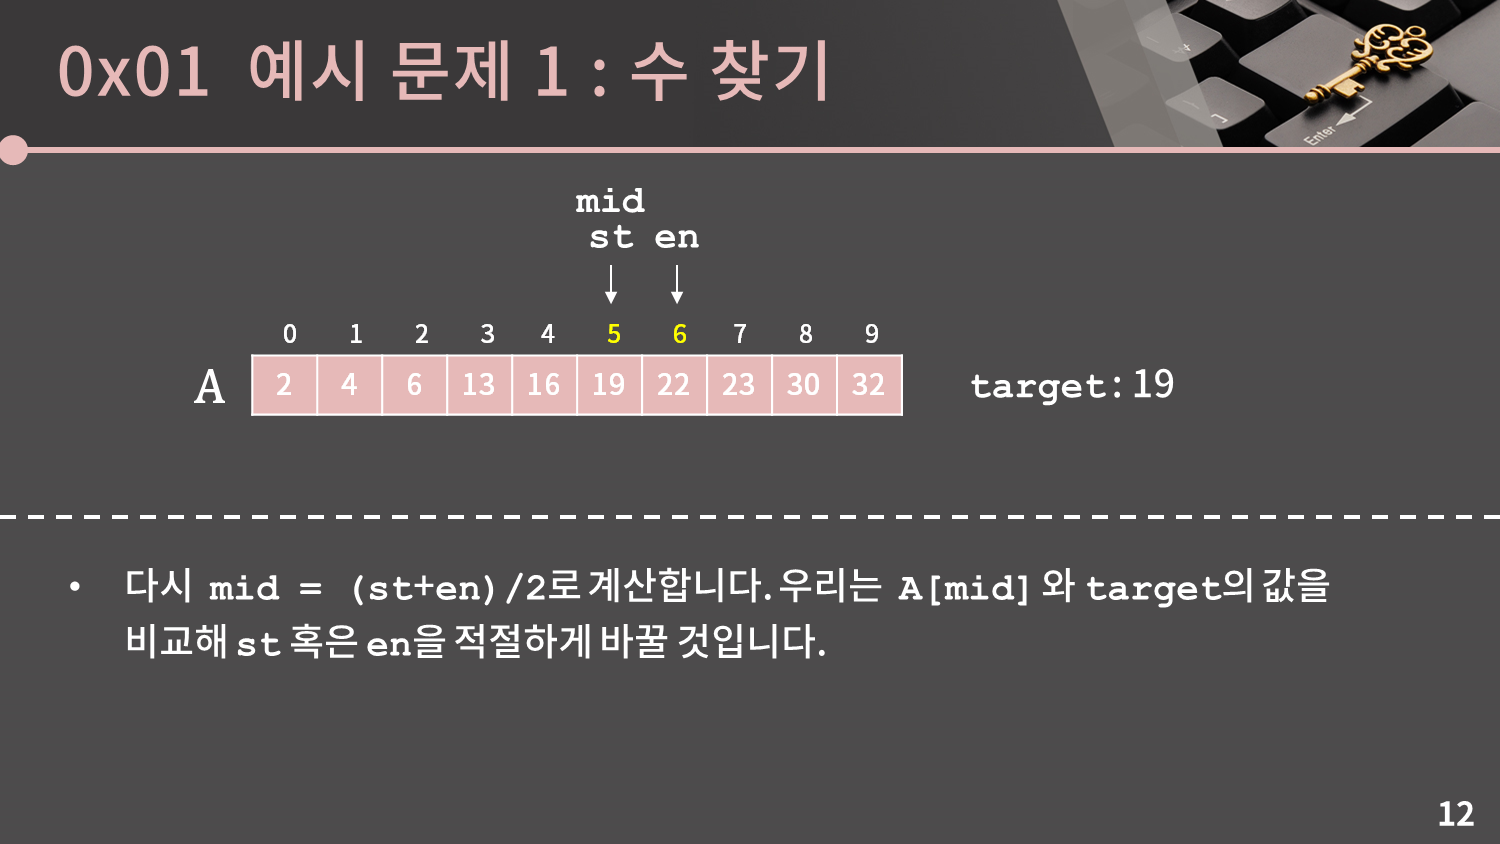 0x01 예시 문제 1 : 수 찾기
Enter
mid
st en
0 1 2 3 4 5 6 7 8 9
A 2 4 6 13 16 19 22 23 30 32 target: 19
• 다시 mid = (st+en)/2로 계산합니다. 우리는 A[mid] 와 target의 값을
비교해 st 혹은 en을 적절하게 바꿀 것입니다.
12